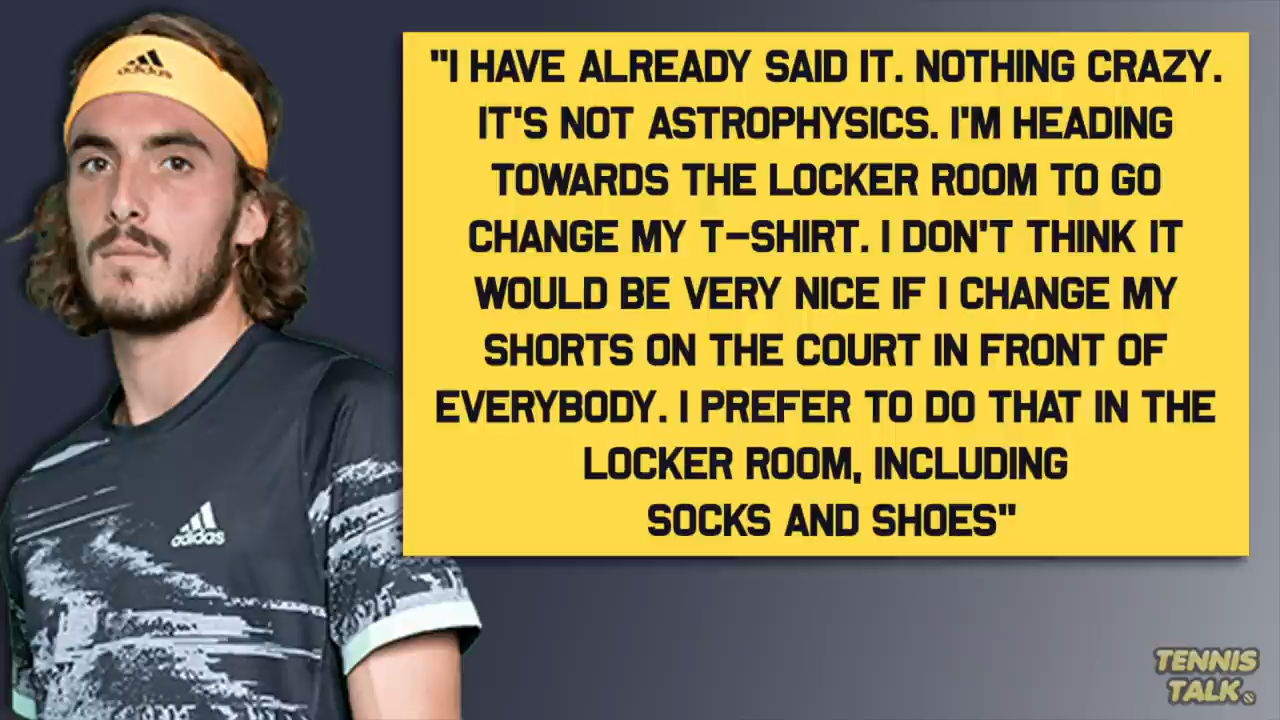 adidas
"I HAVE ALREADY SAID IT. NOTHING CRAZY.
IT'S NOT ASTROPHYSICS. I'M HEADING
TOWARDS THE LOCKER ROOM TO GO
CHANGE MY T-SHIRT. I DON'T THINK IT
WOULD BE VERY NICE IF I CHANGE MY
SHORTS ON THE COURT IN FRONT OF
EVERYBODY. I PREFER TO DO THAT IN THE
LOCKER ROOM, INCLUDING
SOCKS AND SHOES"
adidas
TENNIS
TALK